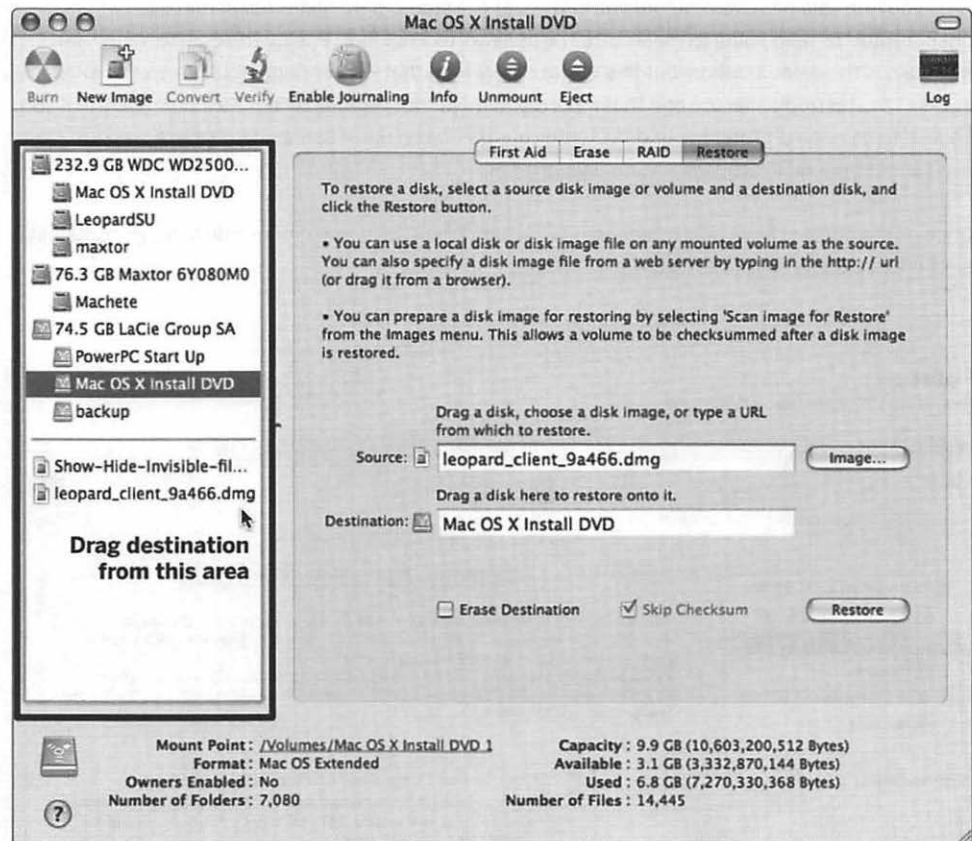 Mac OS X Install DVD
Burn New Image Convert Verify Enable Journaling Info Unmount Eject Log
232.9 GB WDC WD2500...
Mac OS X Install DVD
LeopardSU
maxtor
76.3 GB Maxtor 6Y080M0
Machete
74.5 GB LaCie Group SA
PowerPC Start Up
Mac OS X Install DVD
backup
Show-Hide-Invisible-fil...
leopard_client_9a466.dmg
Drag destination
from this area
First Aid Erase RAID Restore
To restore a disk, select a source disk image or volume and a destination disk, and
click the Restore button.
• You can use a local disk or disk image file on any mounted volume as the source.
You can also specify a disk image file from a web server by typing in the http:// url
(or drag it from a browser).
• You can prepare a disk image for restoring by selecting 'Scan image for Restore'
from the Images menu. This allows a volume to be checksummed after a disk image
is restored.
Drag a disk, choose a disk image, or type a URL
from which to restore.
Source: leopard_client_9a466.dmg Image...
Drag a disk here to restore onto it.
Destination: Mac OS X Install DVD
Erase Destination Skip Checksum Restore
Mount Point : /Volumes/Mac OS X Install DVD 1
Format : Mac OS Extended
Owners Enabled : No
Number of Folders : 7,080
Capacity : 9.9 GB (10,603,200,512 Bytes)
Available : 3.1 GB (3,332,870,144 Bytes)
Used : 6.8 GB (7,270,330,368 Bytes)
Number of Files : 14,445
?